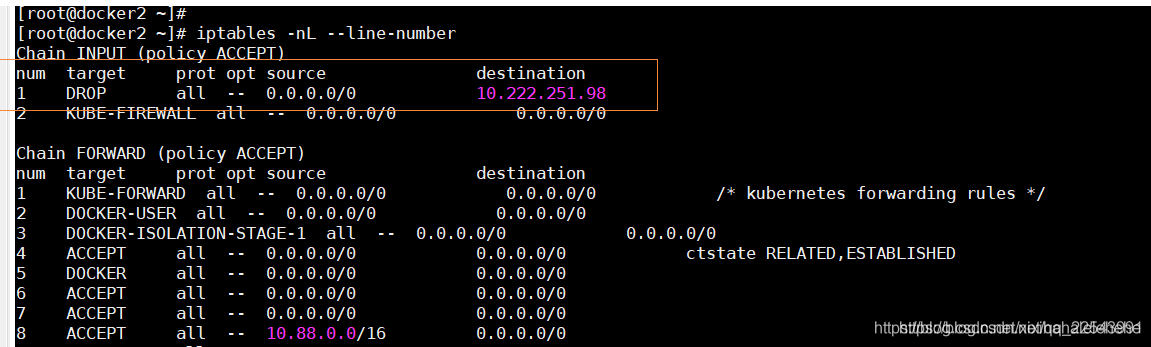 [root@docker2 ~]#
[root@docker2 ~]# iptables -nL --line-number
Chain INPUT (policy ACCEPT)
num  target     prot opt source               destination
1    DROP       all  --  0.0.0.0/0            10.222.251.98
2    KUBE-FIREWALL  all  --  0.0.0.0/0            0.0.0.0/0

Chain FORWARD (policy ACCEPT)
num  target     prot opt source               destination
1    KUBE-FORWARD  all  --  0.0.0.0/0            0.0.0.0/0            /* kubernetes forwarding rules */
2    DOCKER-USER  all  --  0.0.0.0/0            0.0.0.0/0
3    DOCKER-ISOLATION-STAGE-1  all  --  0.0.0.0/0            0.0.0.0/0
4    ACCEPT     all  --  0.0.0.0/0            0.0.0.0/0            ctstate RELATED,ESTABLISHED
5    DOCKER     all  --  0.0.0.0/0            0.0.0.0/0
6    ACCEPT     all  --  0.0.0.0/0            0.0.0.0/0
7    ACCEPT     all  --  0.0.0.0/0            0.0.0.0/0
8    ACCEPT     all  --  10.88.0.0/16         0.0.0.0/0